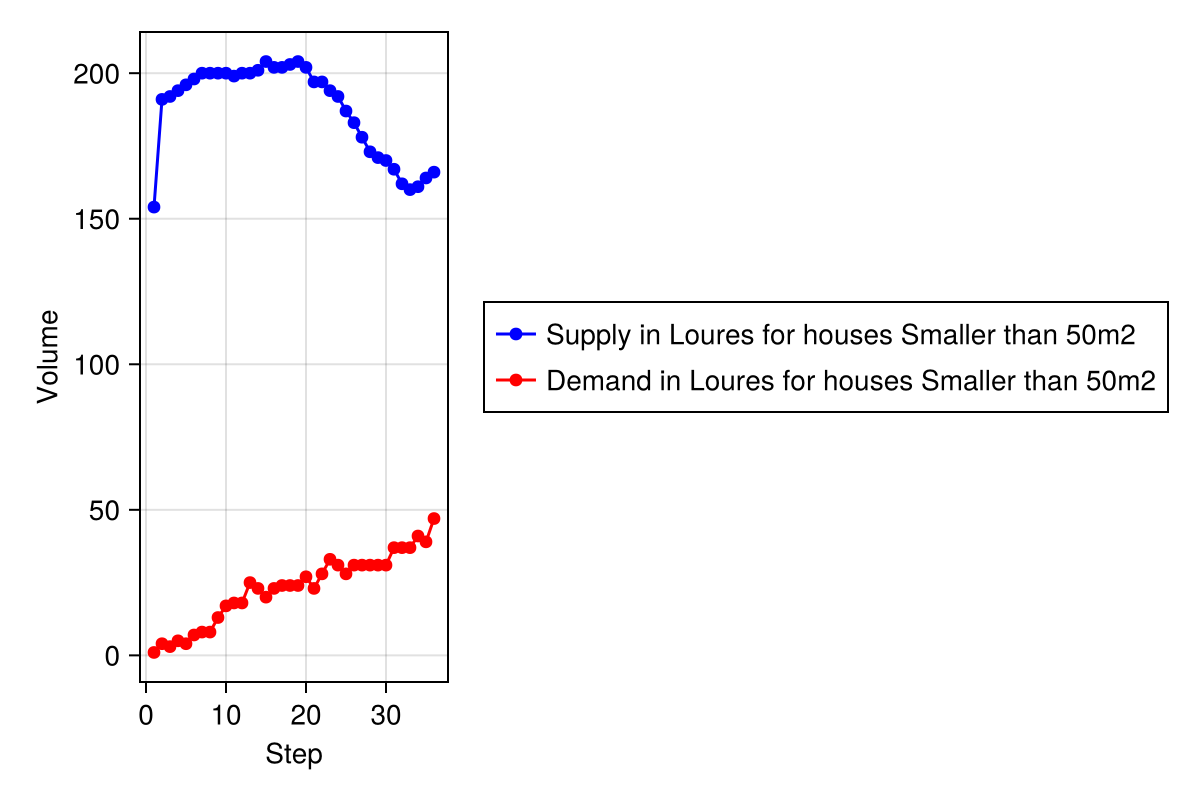 200
150
100
50
0
Volume
0 10 20 30
Step
Supply in Loures for houses Smaller than 50m2
Demand in Loures for houses Smaller than 50m2